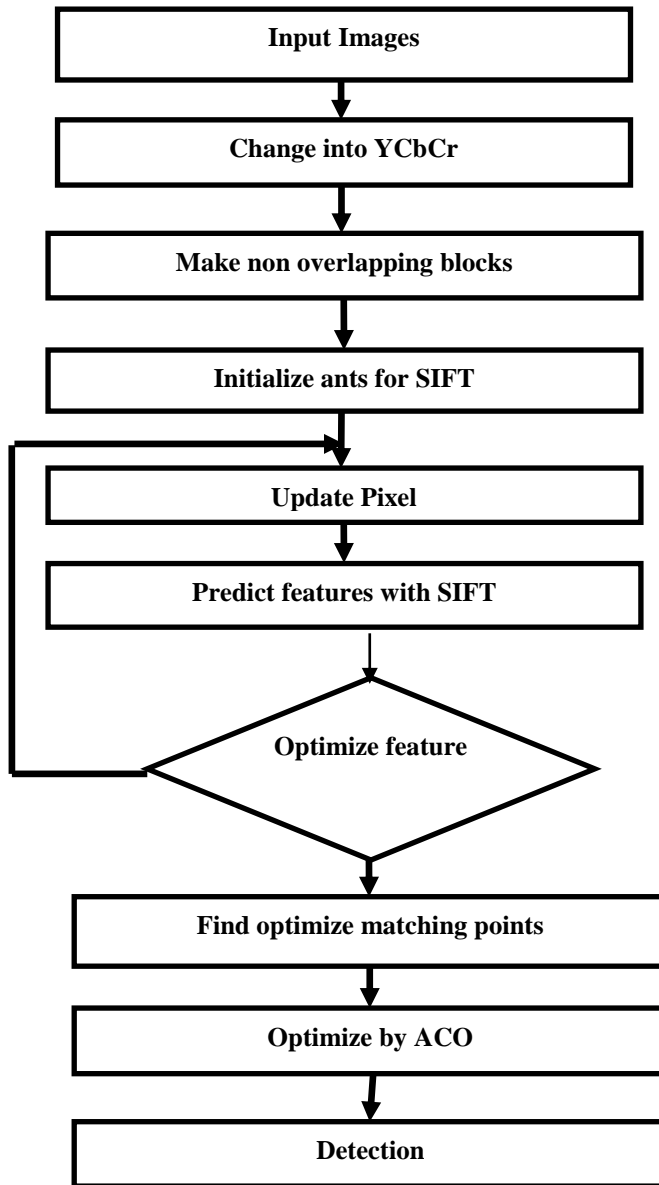 Input Images
Change into YCbCr
Make non overlapping blocks
Initialize ants for SIFT
Update Pixel
Predict features with SIFT
Optimize feature
Find optimize matching points
Optimize by ACO
Detection